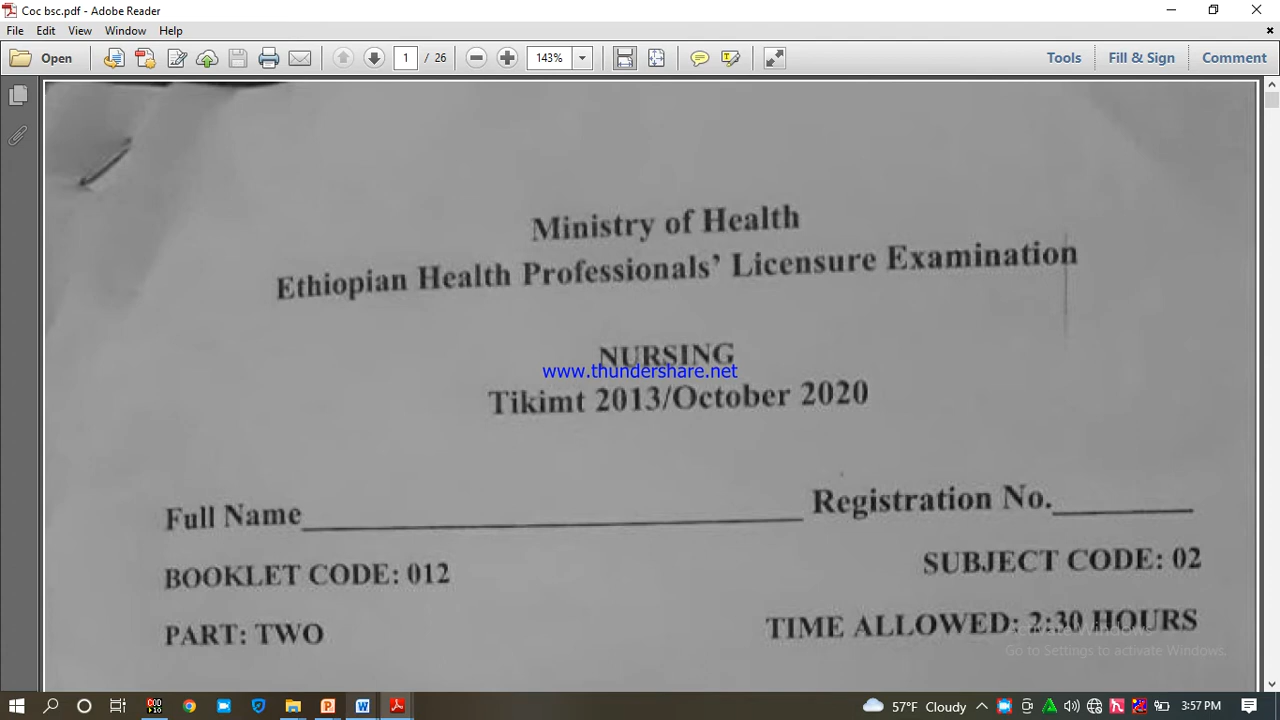 Coc bsc.pdf - Adobe Reader
File Edit View Window Help
Open 1 / 26 143% Tools Fill & Sign Comment
Ministry of Health
Ethiopian Health Professionals' Licensure Examination
NURSING
www.thundershare.net
Tikimt 2013/October 2020
Full Name Registration No.
BOOKLET CODE: 012 SUBJECT CODE: 02
PART: TWO TIME ALLOWED: 2:30 HOURS
Activate Windows
Go to Settings to activate Windows.
57°F Cloudy 3:57 PM